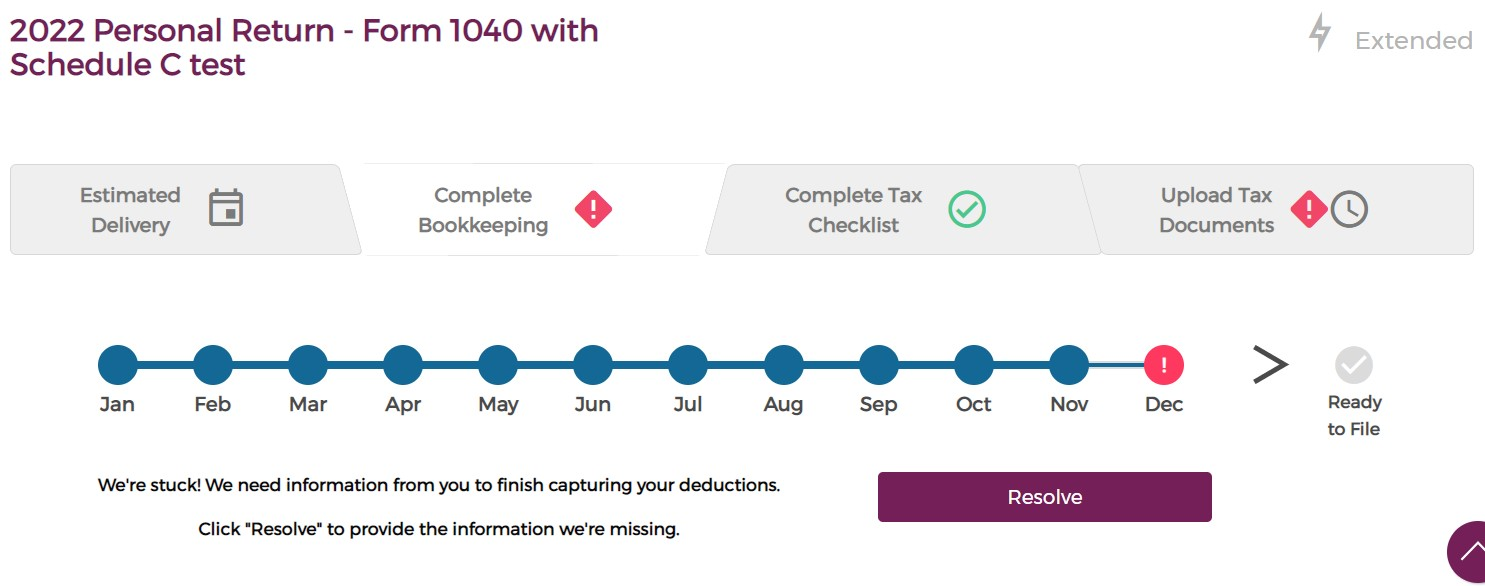 2022 Personal Return - Form 1040 with
Schedule C test
Extended
Estimated
Delivery
Complete
Bookkeeping
!
Complete Tax
Checklist
Upload Tax
Documents
!
!
Jan Feb Mar Apr May Jun Jul Aug Sep Oct Nov Dec
Ready
to File
We're stuck! We need information from you to finish capturing your deductions.
Click "Resolve" to provide the information we're missing.
Resolve